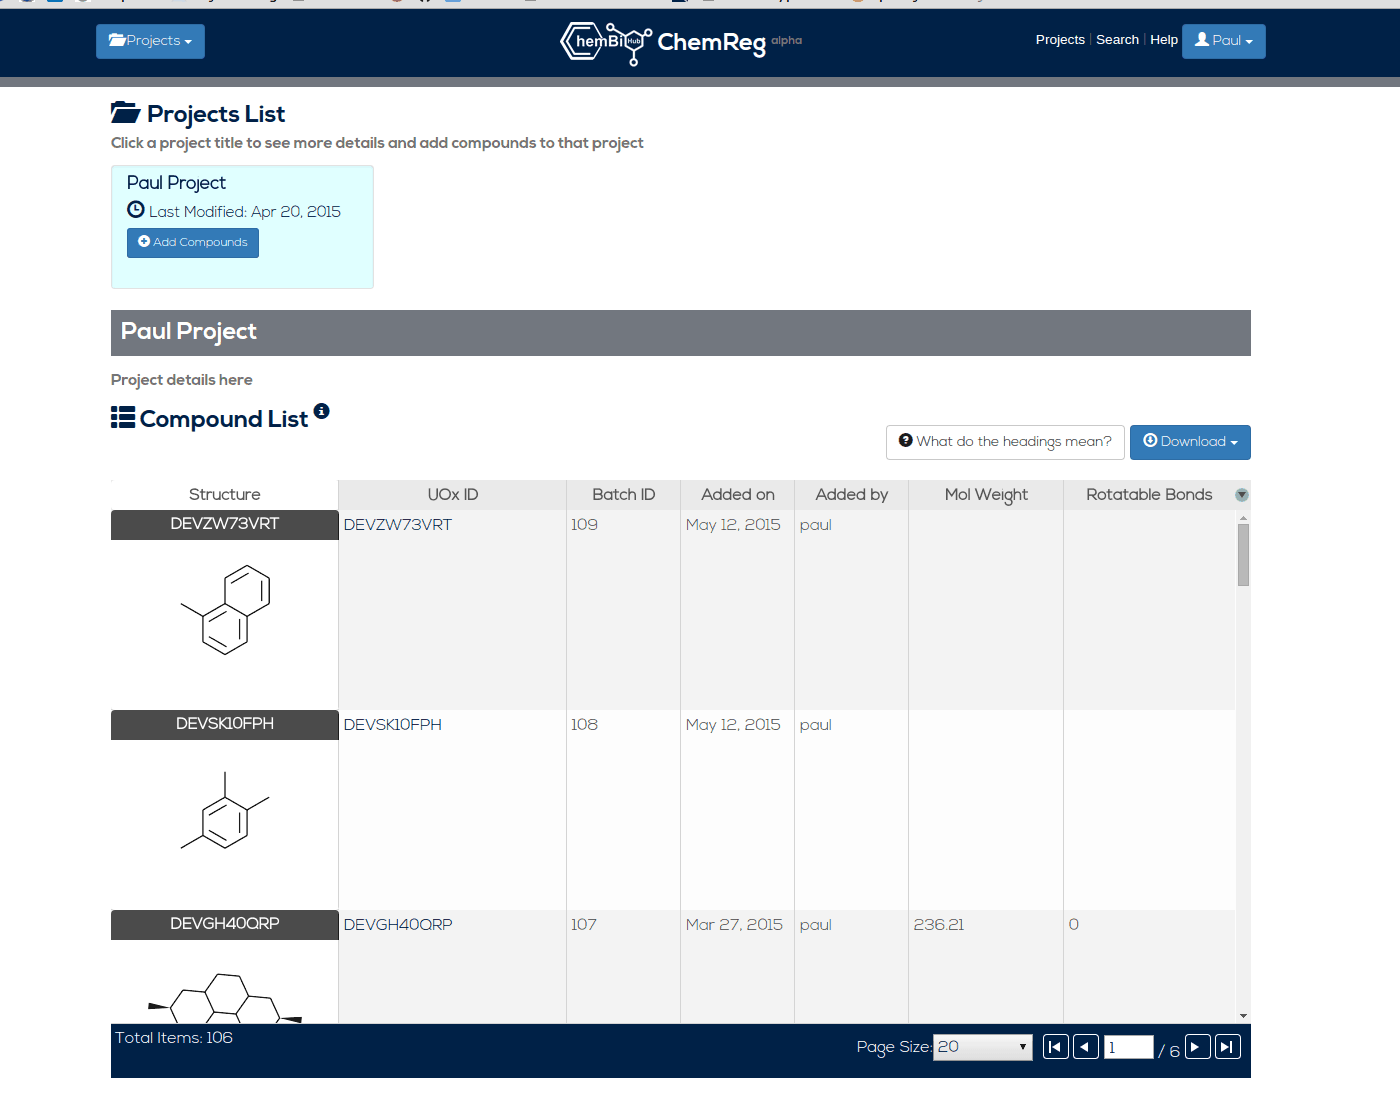 Projects
hemBi Hub ChemReg alpha
Projects | Search | Help
Paul
Projects List
Click a project title to see more details and add compounds to that project
Paul Project
Last Modified: Apr 20, 2015
Add Compounds
Paul Project
Project details here
Compound List
What do the headings mean?
Download
Structure UOx ID Batch ID Added on Added by Mol Weight Rotatable Bonds
DEVZW73VRT DEVZW73VRT 109 May 12, 2015 paul
DEVSK10FPH DEVSK10FPH 108 May 12, 2015 paul
DEVGH40QRP DEVGH40QRP 107 Mar 27, 2015 paul 236.21 0
Total Items: 106
Page Size: 20 1 / 6